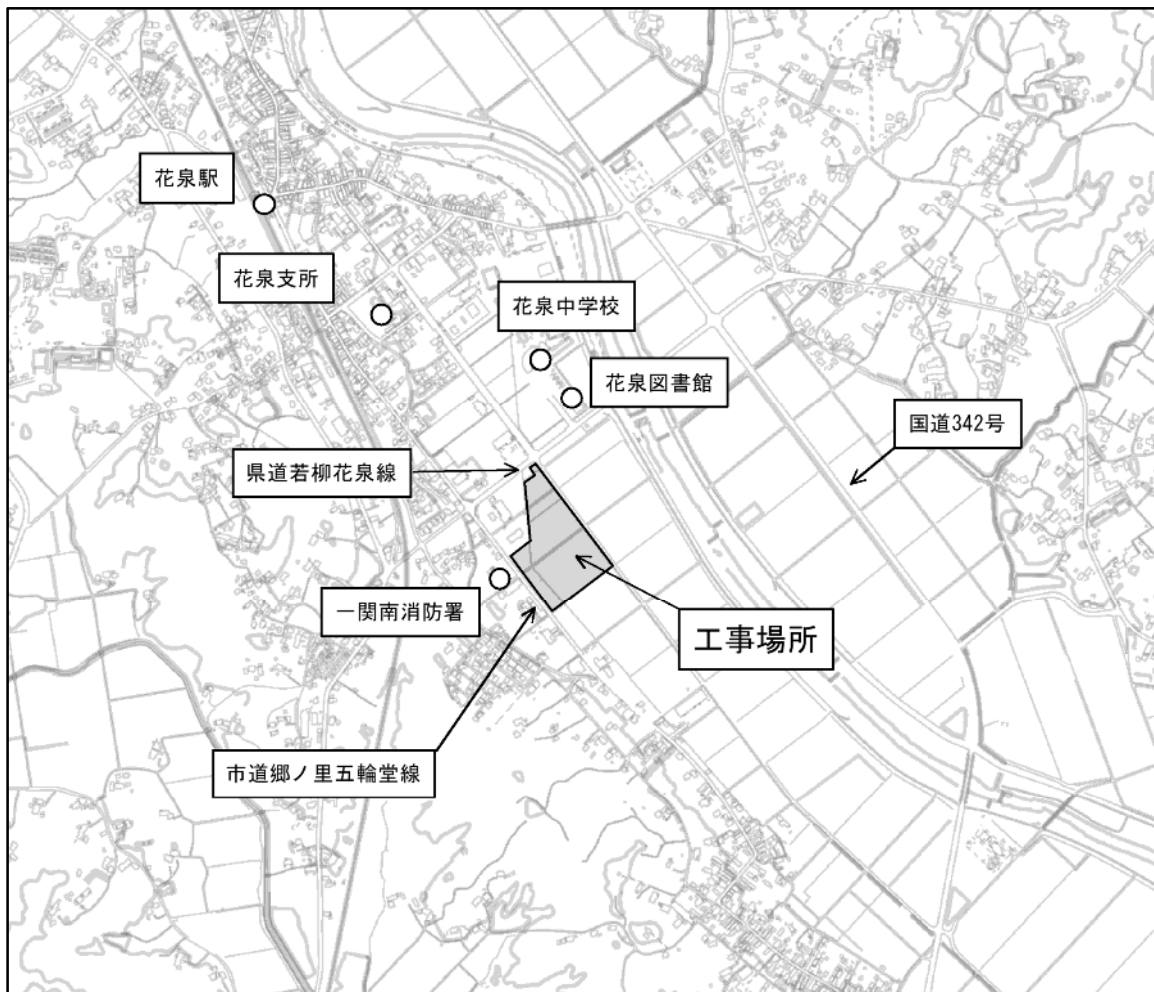 花泉駅
花泉支所
花泉中学校
花泉図書館
国道342号
県道若柳花泉線
一関南消防署
工事場所
市道郷ノ里五輪堂線